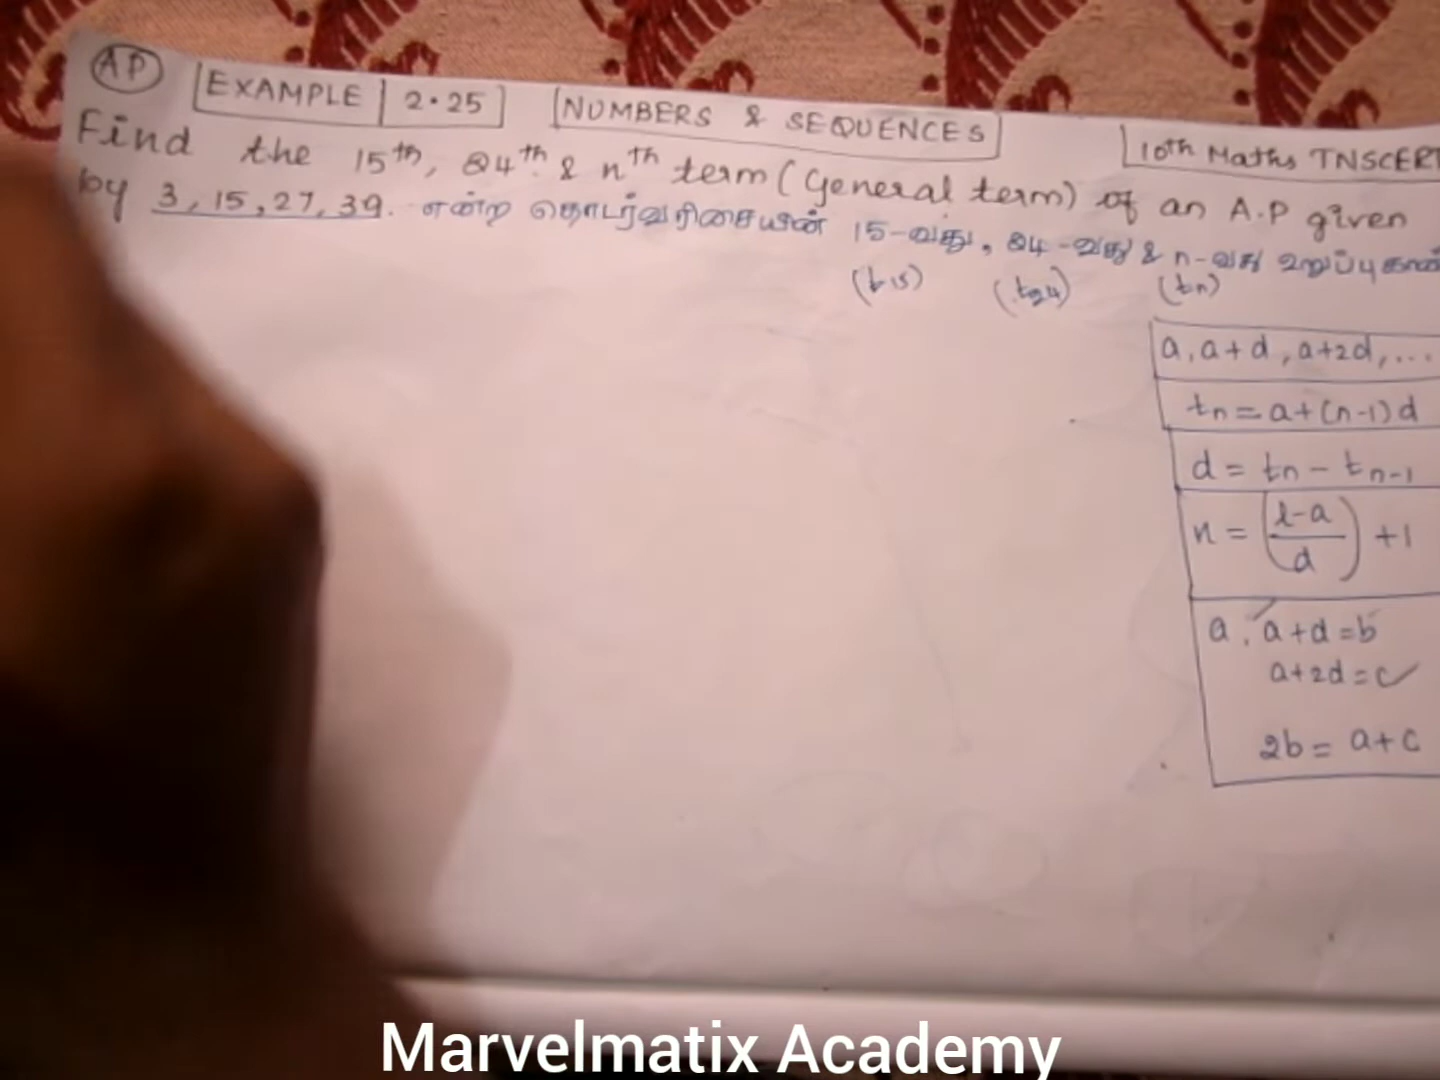 AP EXAMPLE 2.25 NUMBERS & SEQUENCES 10th Maths TNSCERT
Find the 15th, 24th & nth term (General term) of an A.P given
by 3, 15, 27, 39. என்ற தொடர்வரிசையின் 15-வது, 24-வது & n-வது உறுப்பு காண்
(t15) (t24) (tn)
a, a+d, a+2d, ...
tn = a+(n-1)d
d = tn - tn-1
n = (l-a/d) +1
a, a+d = b
a+2d = c
2b = a+c
Marvelmatix Academy